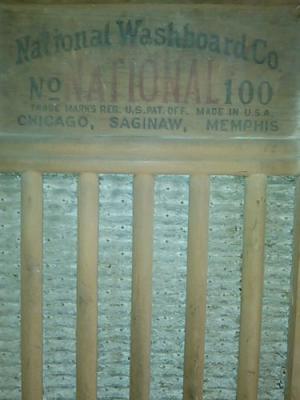 National Washboard Co.
No NATIONAL 100
TRADE MARKS REG. U.S. PAT. OFF. MADE IN U.S.A.
CHICAGO, SAGINAW, MEMPHIS